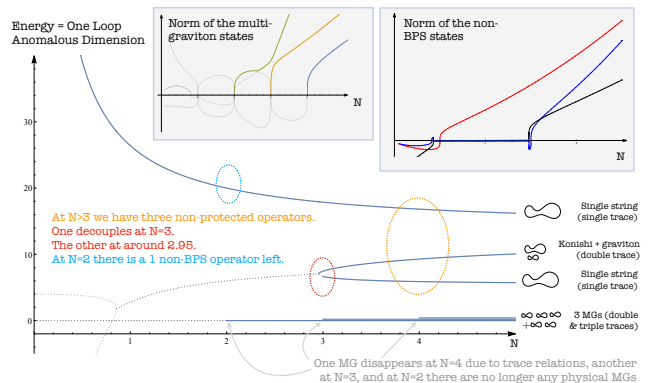 Energy = One Loop
Anomalous Dimension
Norm of the multi-
graviton states
N
Norm of the non-
BPS states
N
30
20
10
0
At N>3 we have three non-protected operators.
One decouples at N=3.
The other at around 2.95.
At N=2 there is a 1 non-BPS operator left.
Single string
(single trace)
Konishi + graviton
(double trace)
Single string
(single trace)
3 MGs (double
& triple traces)
+
2
3
4
N
One MG disappears at N=4 due to trace relations, another
at N=3, and at N=2 there are no longer any physical MGs